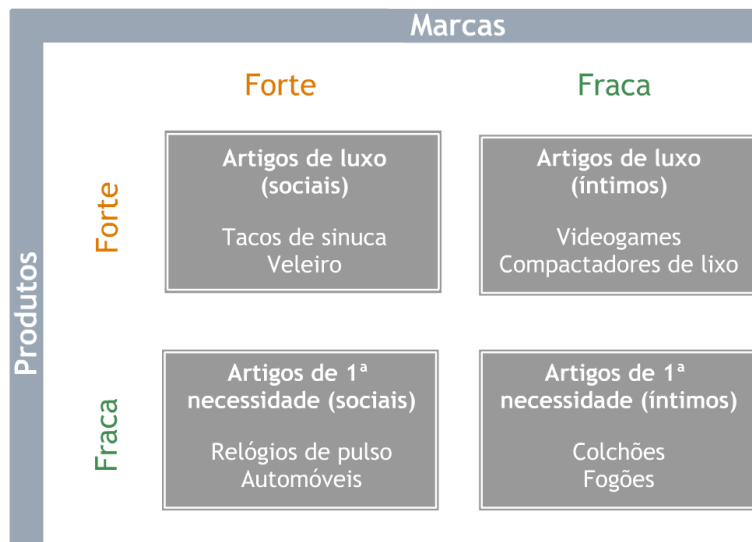 Marcas
Forte
Fraca
Produtos
Forte
Artigos de luxo
(sociais)
Tacos de sinuca
Veleiro
Artigos de luxo
(íntimos)
Videogames
Compactadores de lixo
Fraca
Artigos de 1ª
necessidade (sociais)
Relógios de pulso
Automóveis
Artigos de 1ª
necessidade (íntimos)
Colchões
Fogões